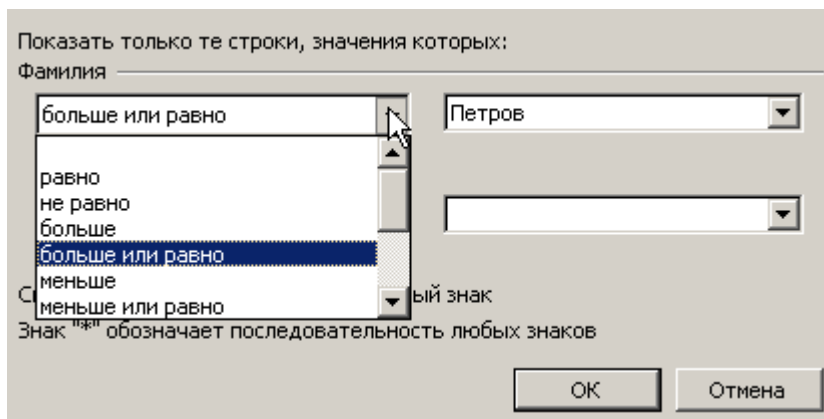 Показать только те строки, значения которых:
Фамилия
больше или равно
Петров
равно
не равно
больше
больше или равно
меньше
меньше или равно
ый знак
Знак "*" обозначает последовательность любых знаков
OK
Отмена